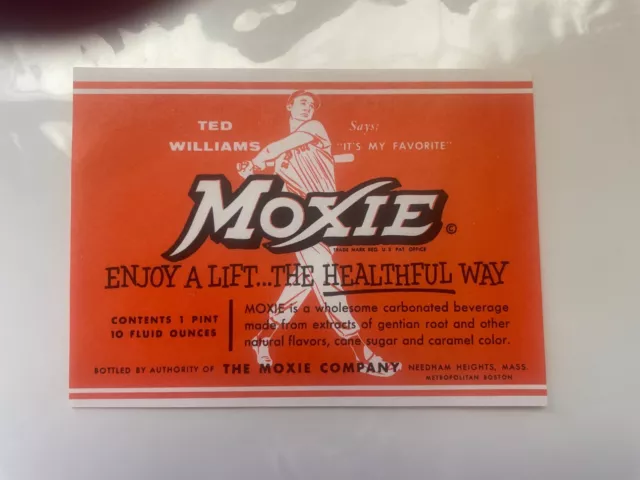 TED Says:
WILLIAMS "IT'S MY FAVORITE"
MOXIE ©
TRADE MARK REG. U S PAT. OFFICE
ENJOY A LIFT...THE HEALTHFUL WAY
CONTENTS 1 PINT
10 FLUID OUNCES
MOXIE is a wholesome carbonated beverage
made from extracts of gentian root and other
natural flavors, cane sugar and caramel color.
BOTTLED BY AUTHORITY OF THE MOXIE COMPANY NEEDHAM HEIGHTS, MASS.
METROPOLITAN BOSTON